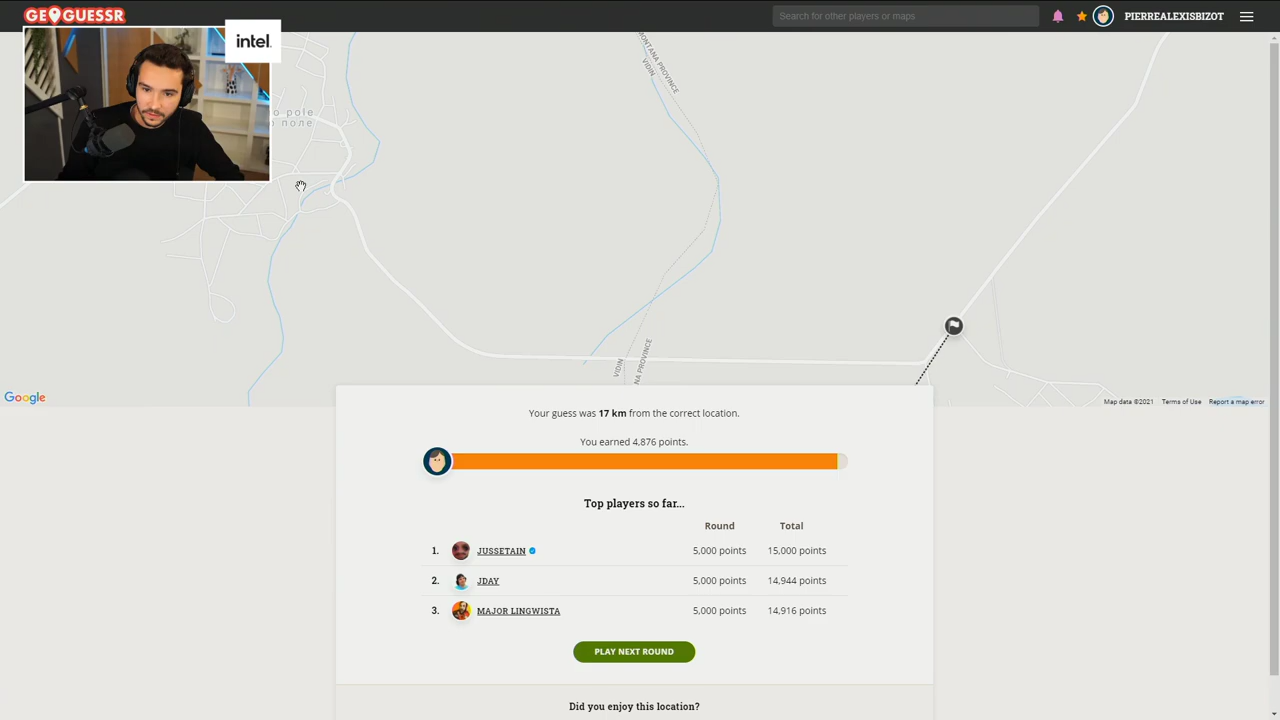 GEOGUESSR
Search for other players or maps
PIERREALEXISBIZOT
intel.
MONTANA PROVINCE
VIDIN
o pole
о поле
VIDIN
NA PROVINCE
Google
Map data ©2021
Terms of Use
Report a map error
Your guess was 17 km from the correct location.
You earned 4,876 points.
Top players so far...
Round Total
1. JUSSETAIN 5,000 points 15,000 points
2. JDAY 5,000 points 14,944 points
3. MAJOR LINGWISTA 5,000 points 14,916 points
PLAY NEXT ROUND
Did you enjoy this location?